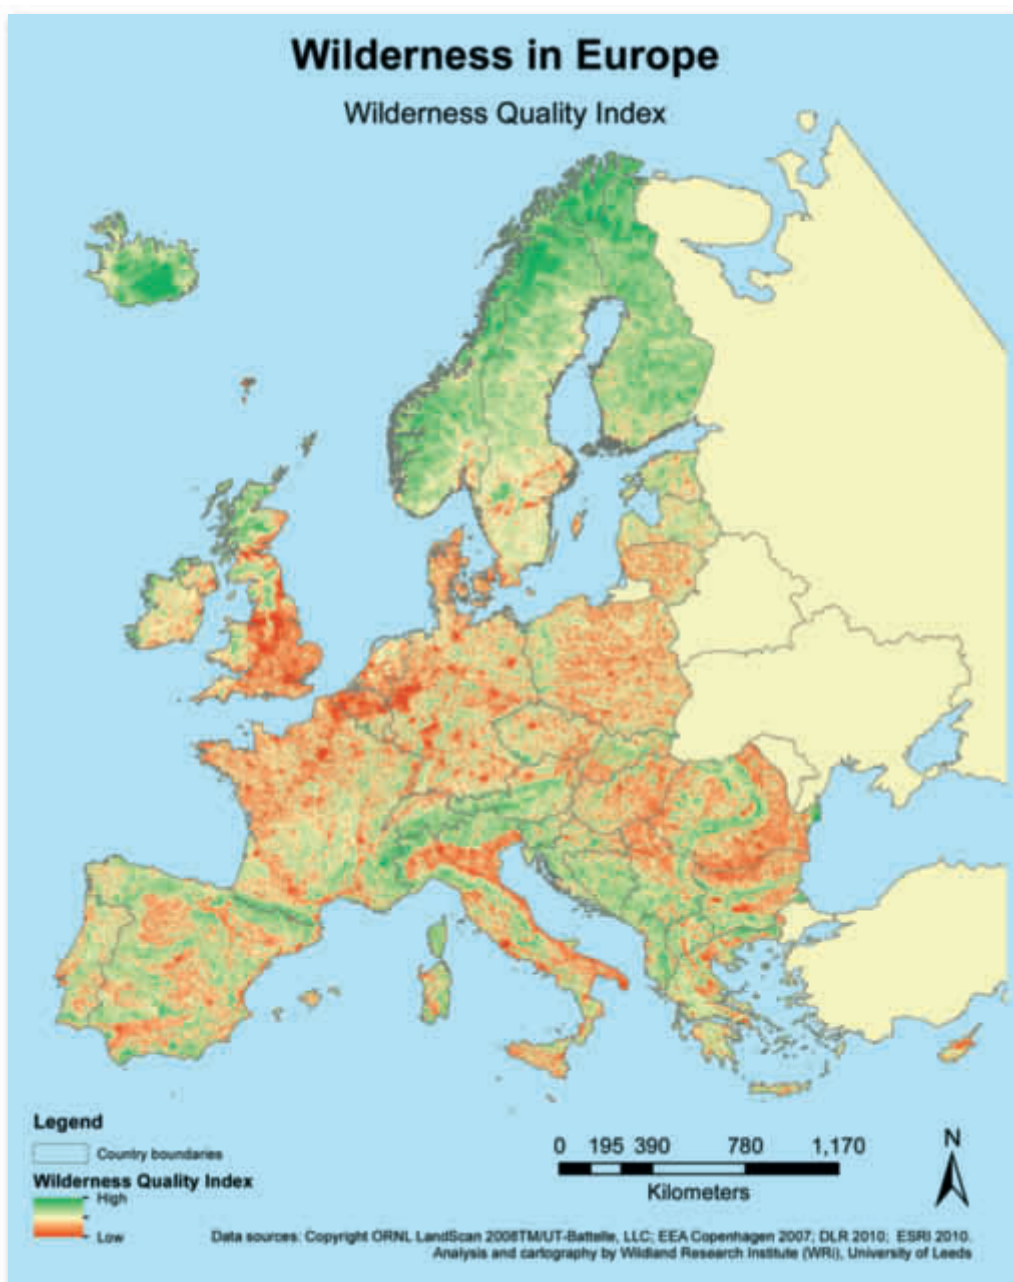 Wilderness in Europe
Wilderness Quality Index
Legend
Country boundaries
Wilderness Quality Index
High
Low
0 195 390 780 1,170
Kilometers
N
Data sources: Copyright ORNL LandScan 2008TM/UT-Battelle, LLC; EEA Copenhagen 2007; DLR 2010; ESRI 2010.
Analysis and cartography by Wildland Research Institute (WRi), University of Leeds